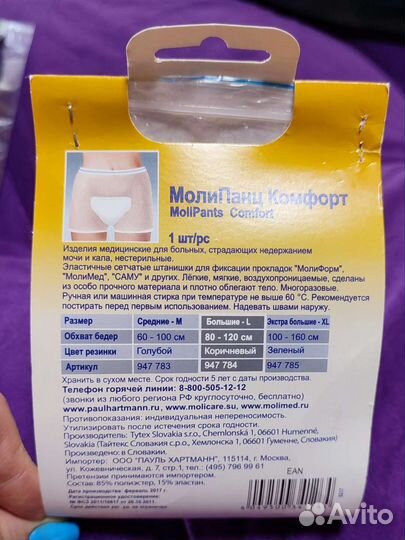 МолиПанц Комфорт
MoliPants Comfort
1 шт/pc
Изделия медицинские для больных, страдающих недержанием
мочи и кала, нестерильные.
Эластичные сетчатые штанишки для фиксации прокладок "МолиФорм",
"МолиМед", "САМУ" и других. Лёгкие, мягкие, воздухопроницаемые, сделаны
из особо прочного материала и плотно облегают тело. Многоразовые.
Ручная или машинная стирка при температуре не выше 60 °С. Рекомендуется
постирать перед первым использованием. Надевать швами наружу.
Размер Средние - M Большие - L Экстра большие - XL
Обхват бедер 60 - 100 см 80 - 120 см 100 - 160 см
Цвет резинки Голубой Коричневый Зеленый
Артикул 947 783 947 784 947 785
Хранить в сухом месте. Срок годности 5 лет с даты производства.
Телефон горячей линии: 8-800-505-12-12
(звонки из любого региона РФ круглосуточно, бесплатно)
www.paulhartmann.ru, www.molicare.su, www.molimed.ru
Противопоказания: индивидуальная непереносимость.
Утилизация после истечения срока годности: с бытовыми отходами.
Производитель: Tytex Slovakia s.r.o., Chemlonska 1, 06601 Humenné,
Slovakia (Тайтекс Словакия с.р.о., Хемлонска 1, 06601 Гуменне, Словакия)
Произведено в Словакии.
Импортер: ООО "ПАУЛЬ ХАРТМАНН", 115114, г. Москва,
ул. Кожевническая, д. 7, стр.1, тел.: (495) 796 99 61
Претензии принимаются импортером.
Состав: 85% полиэстер, 15% эластан.
Дата производства: февраль 2017 г.
Регистрационное удостоверение
EAN
Avito